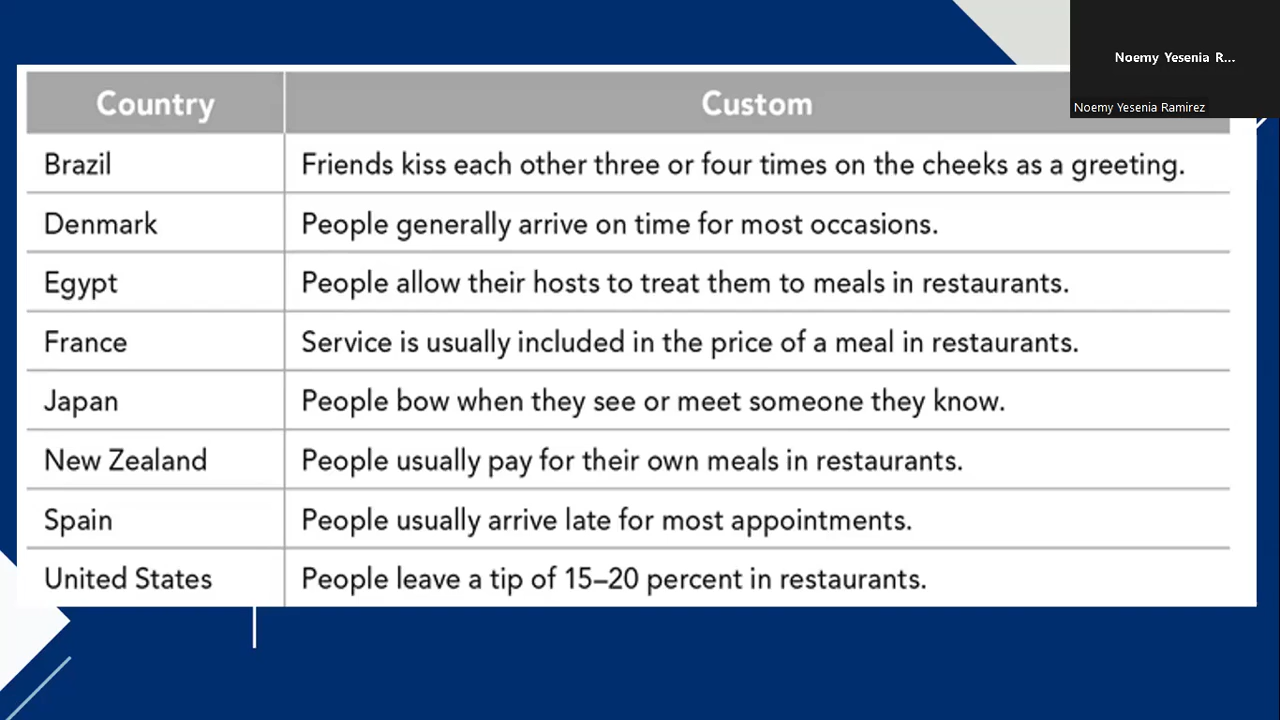 Noemy Yesenia R...
Noemy Yesenia Ramirez
Country Custom
Brazil Friends kiss each other three or four times on the cheeks as a greeting.
Denmark People generally arrive on time for most occasions.
Egypt People allow their hosts to treat them to meals in restaurants.
France Service is usually included in the price of a meal in restaurants.
Japan People bow when they see or meet someone they know.
New Zealand People usually pay for their own meals in restaurants.
Spain People usually arrive late for most appointments.
United States People leave a tip of 15–20 percent in restaurants.